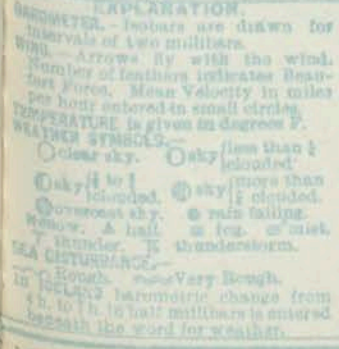 EXPLANATION.
BAROMETER.—Isobars are drawn for
intervals of two millibars.
WIND.—Arrows fly with the wind.
Number of feathers indicates Beau-
fort Force. Mean Velocity in miles
per hour entered in small circles.
TEMPERATURE is given in degrees F.
WEATHER SYMBOLS.—
clear sky. sky {less than ¼ clouded.
sky {¼ to ¾ clouded. sky {more than ¾ clouded.
overcast sky. rain falling.
snow. hail. fog. mist.
thunder. thunderstorm.
SEA DISTURBANCE.—
Rough. Very Rough.
In ICELAND barometric change from
to 7 h. in half millibars is entered
beneath the word for weather.